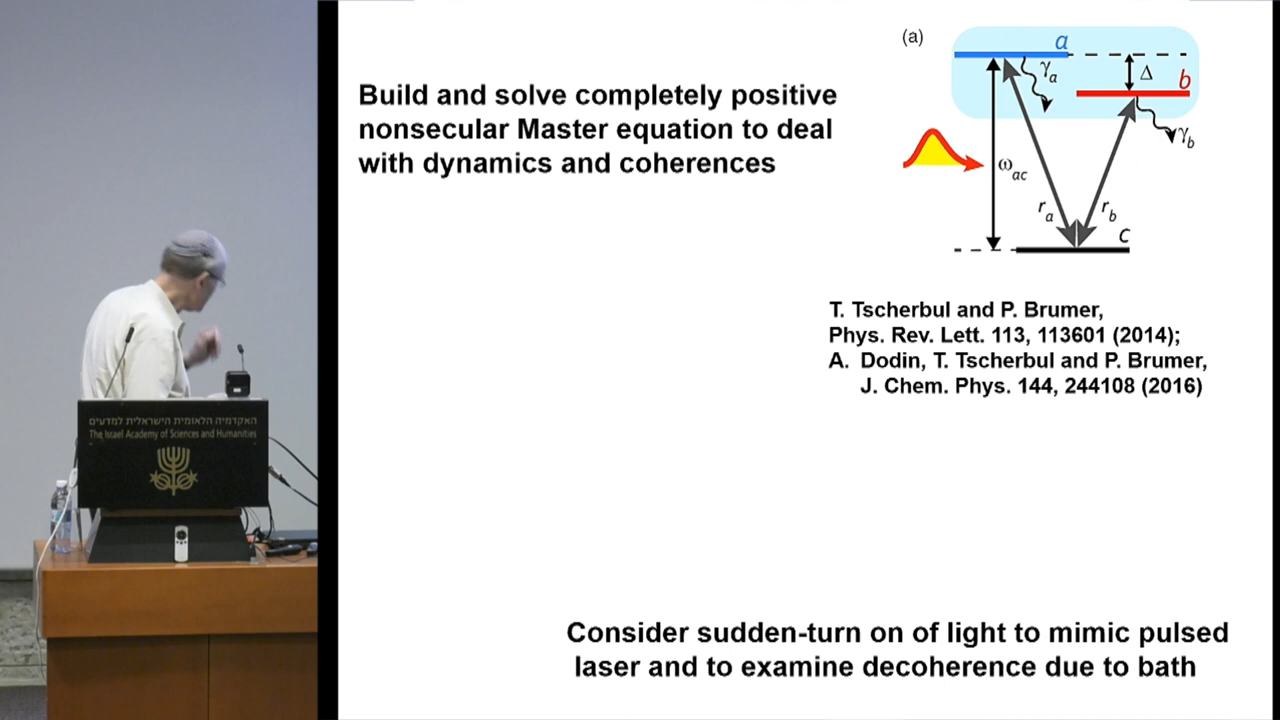 Build and solve completely positive
nonsecular Master equation to deal
with dynamics and coherences
(a)
a
γa
Δ
b
γb
ωac
ra
rb
c
T. Tscherbul and P. Brumer,
Phys. Rev. Lett. 113, 113601 (2014);
A. Dodin, T. Tscherbul and P. Brumer,
J. Chem. Phys. 144, 244108 (2016)
האקדמיה הלאומית הישראלית למדעים
The Israel Academy of Sciences and Humanities
Consider sudden-turn on of light to mimic pulsed
laser and to examine decoherence due to bath